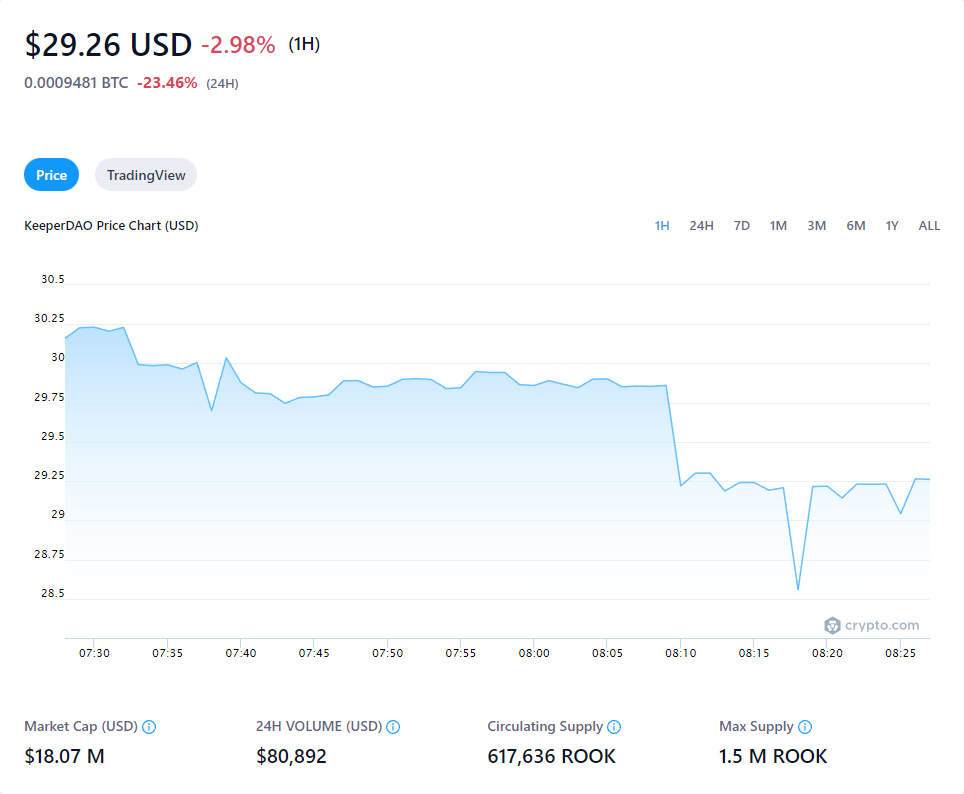 $29.26 USD -2.98% (1H)
0.0009481 BTC -23.46% (24H)
Price TradingView
KeeperDAO Price Chart (USD) 1H 24H 7D 1M 3M 6M 1Y ALL
30.5
30.25
30
29.75
29.5
29.25
29
28.75
28.5
crypto.com
07:30 07:35 07:40 07:45 07:50 07:55 08:00 08:05 08:10 08:15 08:20 08:25
Market Cap (USD) 24H VOLUME (USD) Circulating Supply Max Supply
$18.07 M $80,892 617,636 ROOK 1.5 M ROOK